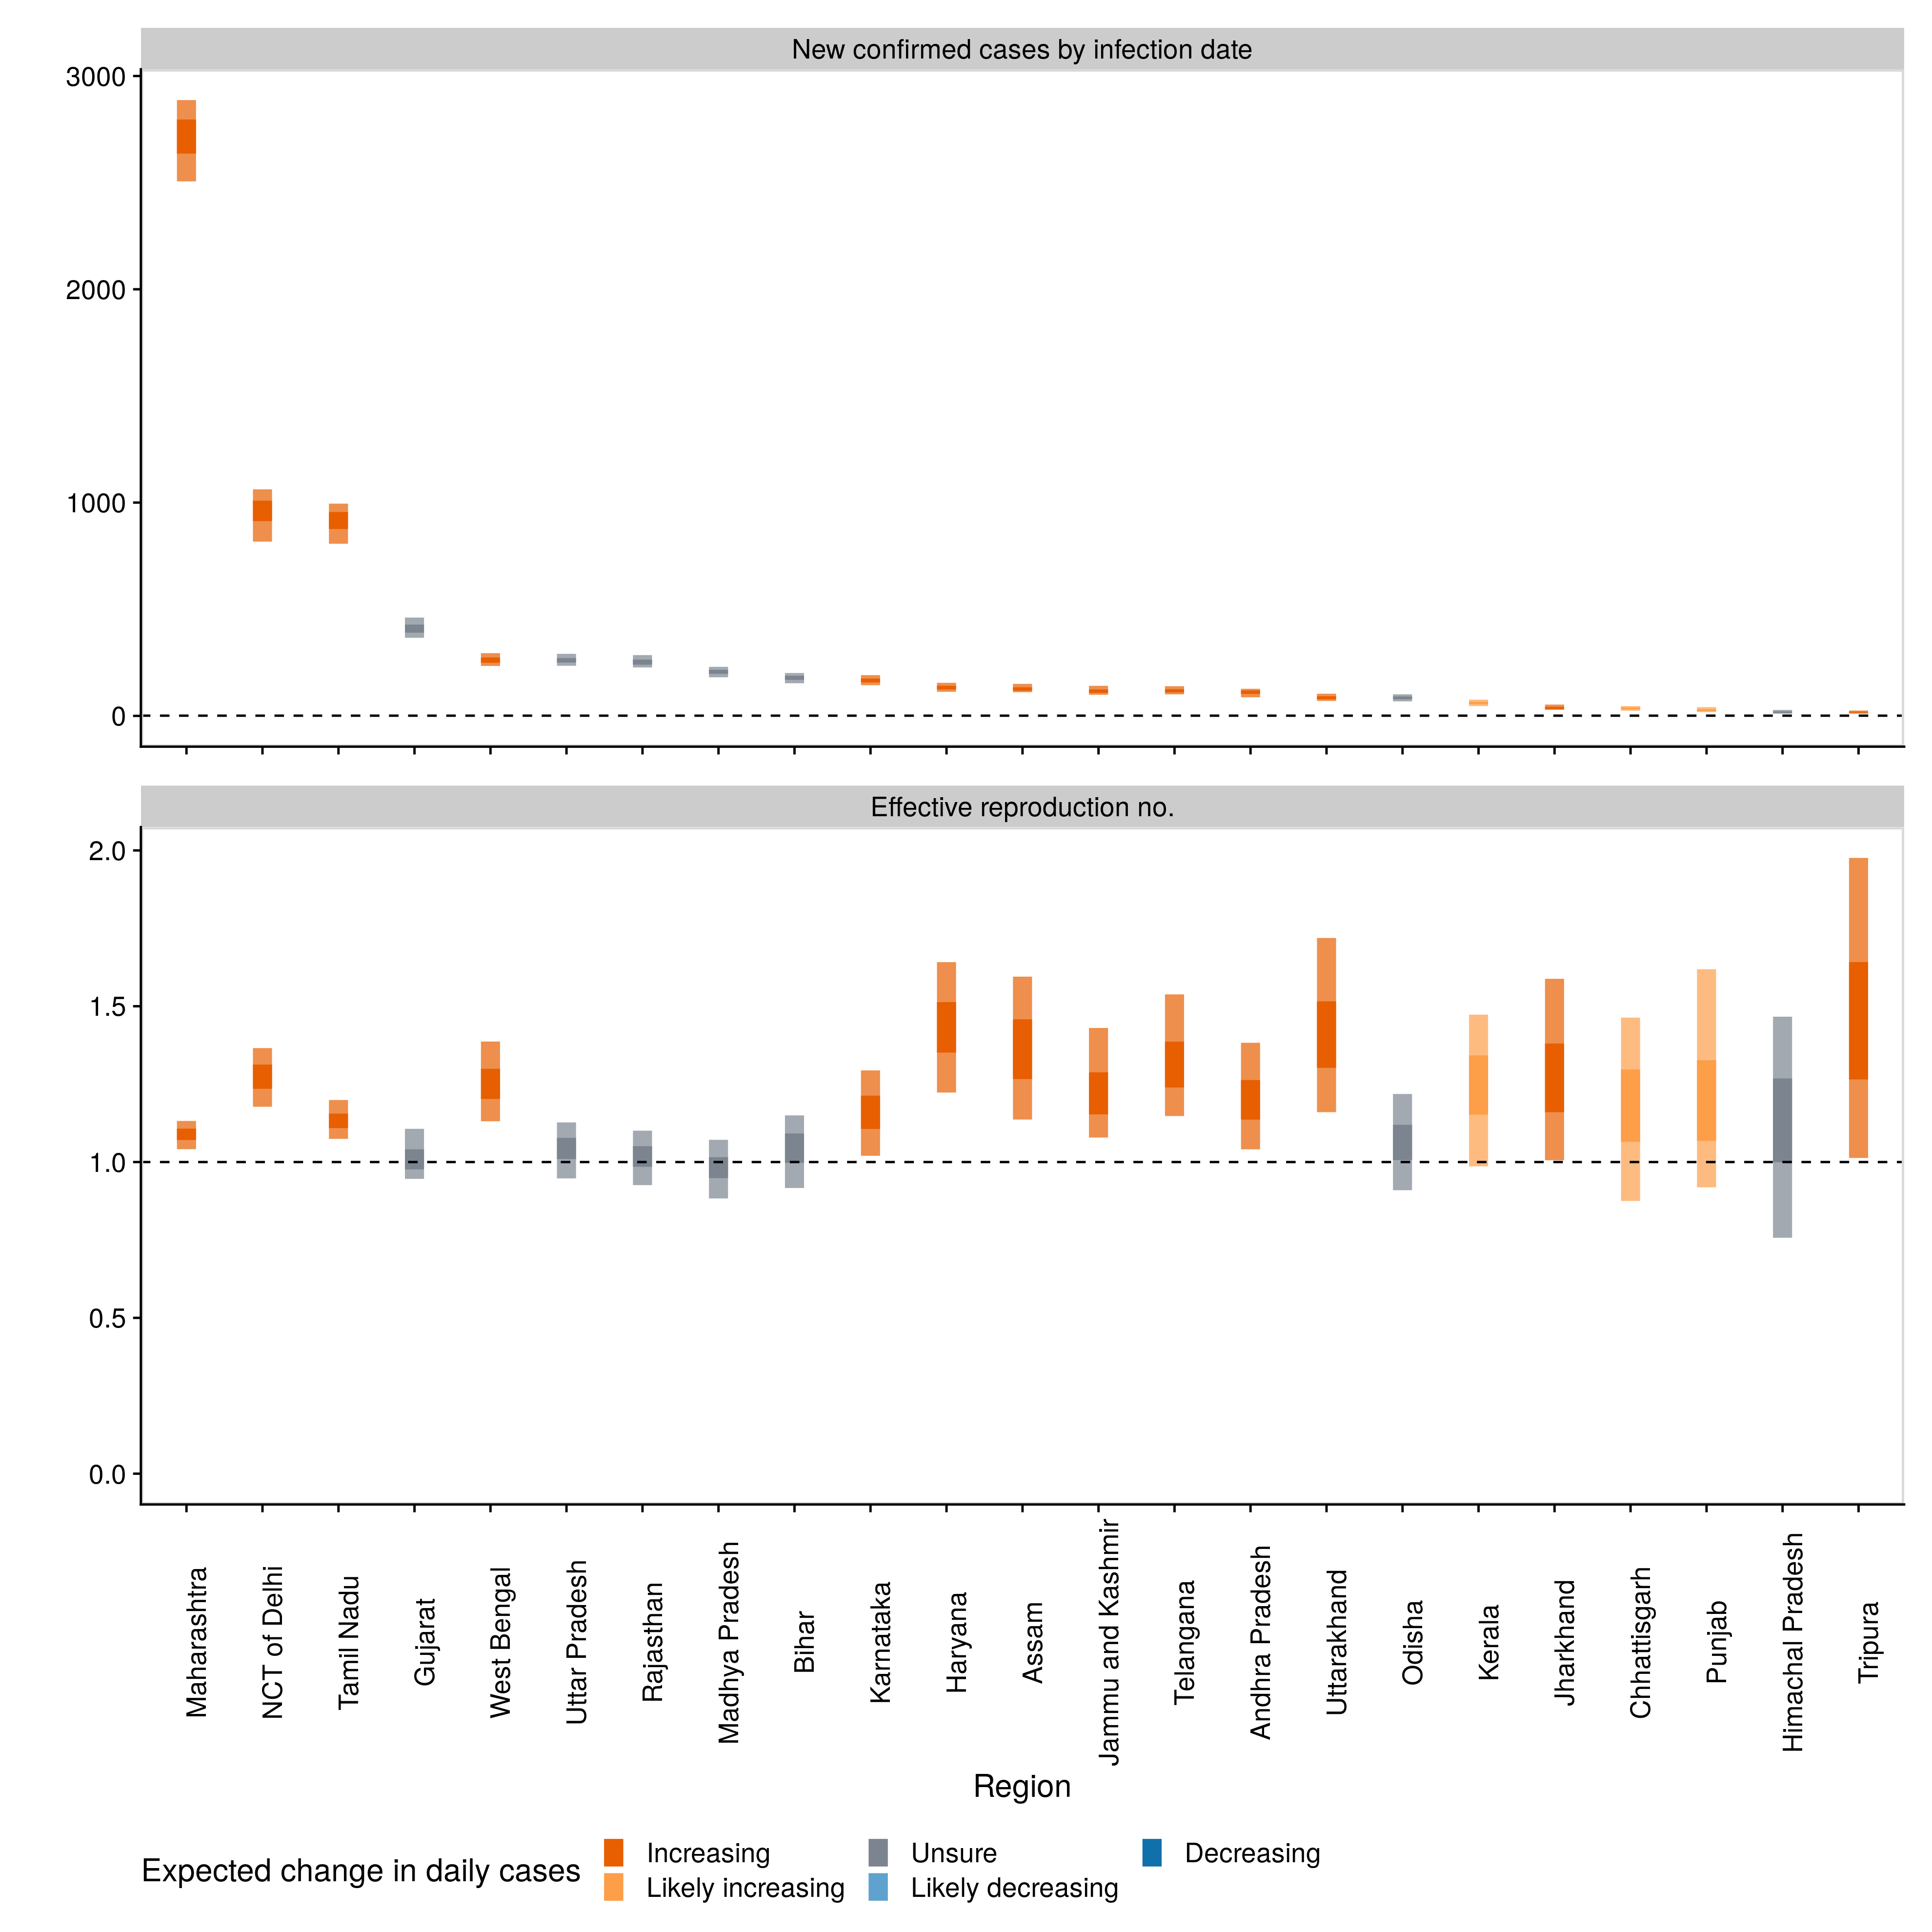 New confirmed cases by infection date
3000
2000
1000
0
Effective reproduction no.
2.0
1.5
1.0
0.5
0.0
Maharashtra
NCT of Delhi
Tamil Nadu
Gujarat
West Bengal
Uttar Pradesh
Rajasthan
Madhya Pradesh
Bihar
Karnataka
Haryana
Assam
Jammu and Kashmir
Telangana
Andhra Pradesh
Uttarakhand
Odisha
Kerala
Jharkhand
Chhattisgarh
Punjab
Himachal Pradesh
Tripura
Region
Expected change in daily cases
Increasing
Unsure
Decreasing
Likely increasing
Likely decreasing